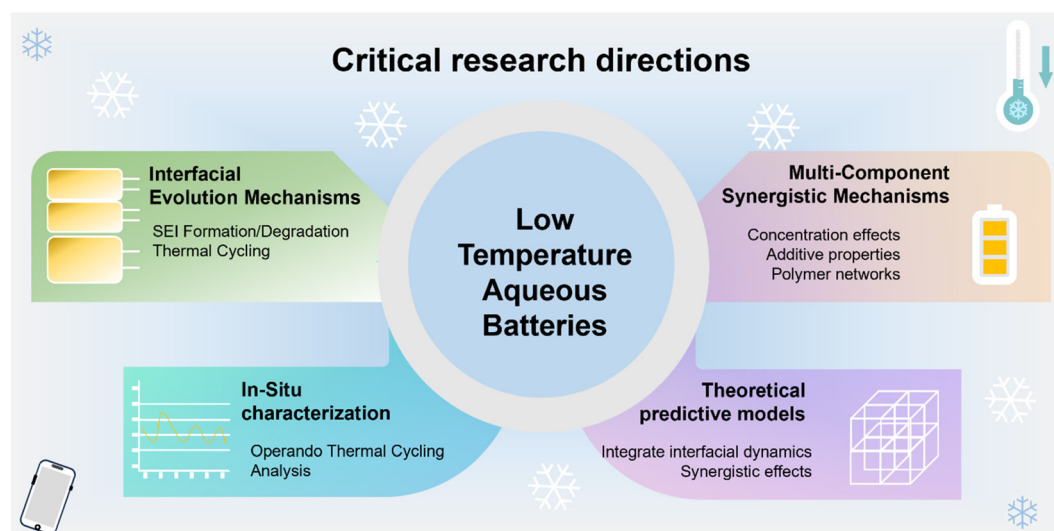 Critical research directions
Interfacial
Evolution Mechanisms
SEI Formation/Degradation
Thermal Cycling
Low
Temperature
Aqueous
Batteries
Multi-Component
Synergistic Mechanisms
Concentration effects
Additive properties
Polymer networks
In-Situ
characterization
Operando Thermal Cycling
Analysis
Theoretical
predictive models
Integrate interfacial dynamics
Synergistic effects